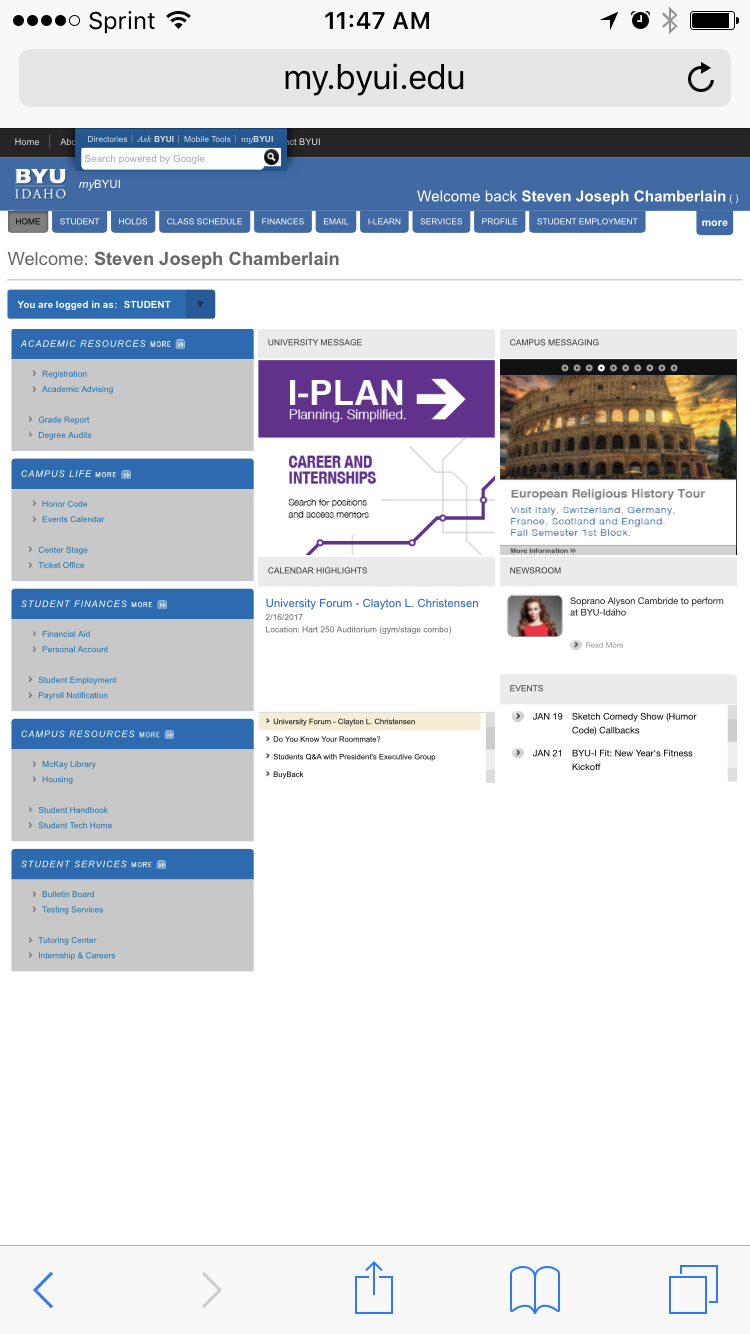 Sprint 11:47 AM
my.byui.edu
Directories Ask BYUI Mobile Tools myBYUI
Home Abo ct BYUI
Search powered by Google
BYU
IDAHO
myBYUI
Welcome back Steven Joseph Chamberlain ( )
HOME STUDENT HOLDS CLASS SCHEDULE FINANCES EMAIL I-LEARN SERVICES PROFILE STUDENT EMPLOYMENT more
Welcome: Steven Joseph Chamberlain
You are logged in as: STUDENT
ACADEMIC RESOURCES MORE
Registration
Academic Advising
Grade Report
Degree Audits
CAMPUS LIFE MORE
Honor Code
Events Calendar
Center Stage
Ticket Office
STUDENT FINANCES MORE
Financial Aid
Personal Account
Student Employment
Payroll Notification
CAMPUS RESOURCES MORE
McKay Library
Housing
Student Handbook
Student Tech Home
STUDENT SERVICES MORE
Bulletin Board
Testing Services
Tutoring Center
Internship & Careers
UNIVERSITY MESSAGE
I-PLAN
Planning. Simplified.
CAREER AND
INTERNSHIPS
Search for positions
and access mentors
CALENDAR HIGHLIGHTS
University Forum - Clayton L. Christensen
2/16/2017
Location: Hart 250 Auditorium (gym/stage combo)
University Forum - Clayton L. Christensen
Do You Know Your Roommate?
Students Q&A with President's Executive Group
BuyBack
CAMPUS MESSAGING
European Religious History Tour
Visit Italy, Switzerland, Germany,
France, Scotland and England.
Fall Semester 1st Block.
More Information >>
NEWSROOM
Soprano Alyson Cambride to perform
at BYU-Idaho
Read More
EVENTS
JAN 19 Sketch Comedy Show (Humor
Code) Callbacks
JAN 21 BYU-I Fit: New Year's Fitness
Kickoff